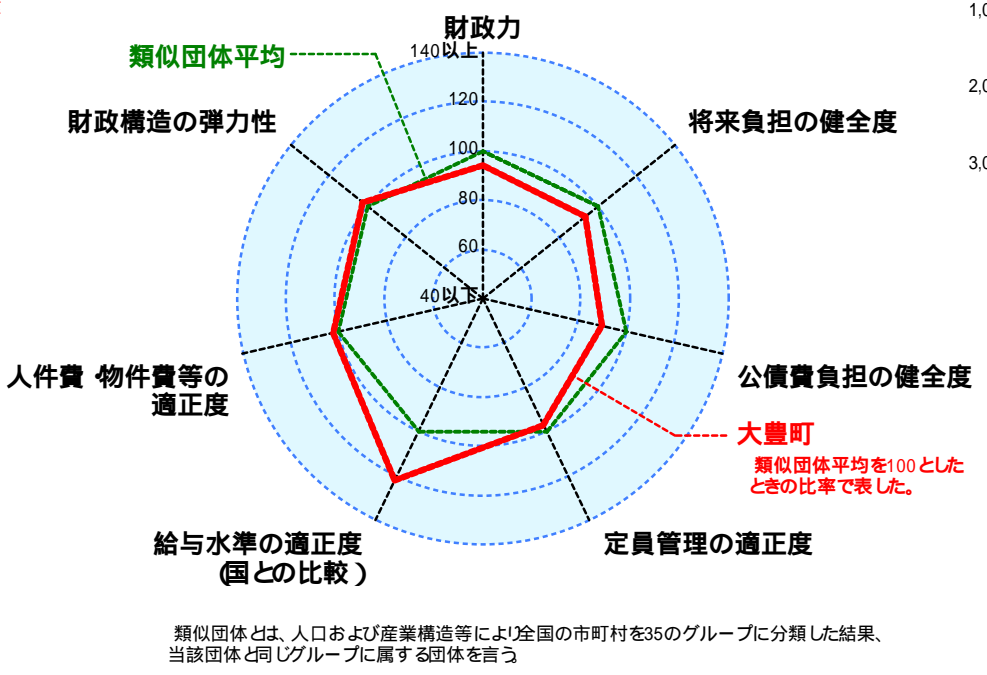 財政力
1,0
140以上
類似団体平均
2,0
120
財政構造の弾力性
将来負担の健全度
100
3,0
80
60
40以下
人件費・物件費等の
適正度
公債費負担の健全度
大豊町
類似団体平均を100とした
ときの比率で表した。
給与水準の適正度
(国との比較)
定員管理の適正度
類似団体とは、人口および産業構造等により全国の市町村を35のグループに分類した結果、
当該団体と同じグループに属する団体を言う